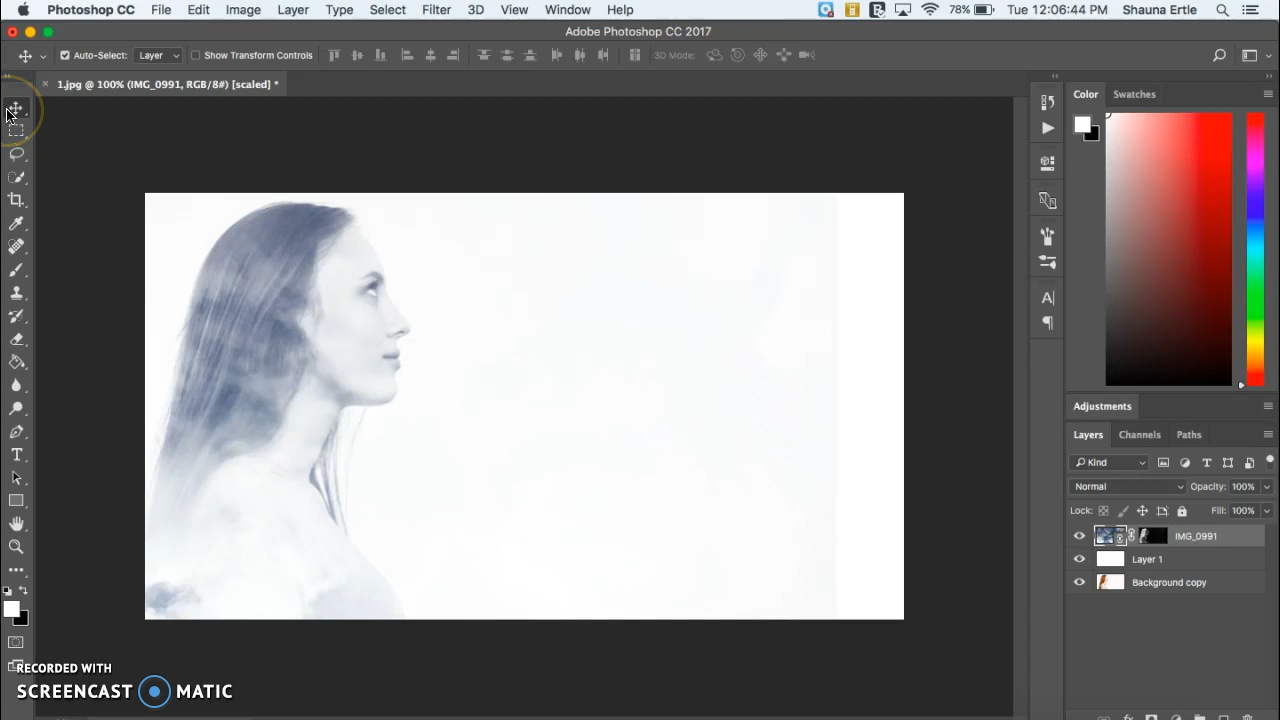 Photoshop CC File Edit Image Layer Type Select Filter 3D View Window Help 78% Tue 12:06:44 PM Shauna Ertle
Adobe Photoshop CC 2017
Auto-Select: Layer Show Transform Controls 3D Mode:
1.jpg @ 100% (IMG_0991, RGB/8#) [scaled] *
Color Swatches
Adjustments
Layers Channels Paths
Kind
Normal Opacity: 100%
Lock: Fill: 100%
IMG_0991
Layer 1
Background copy
RECORDED WITH
SCREENCAST MATIC